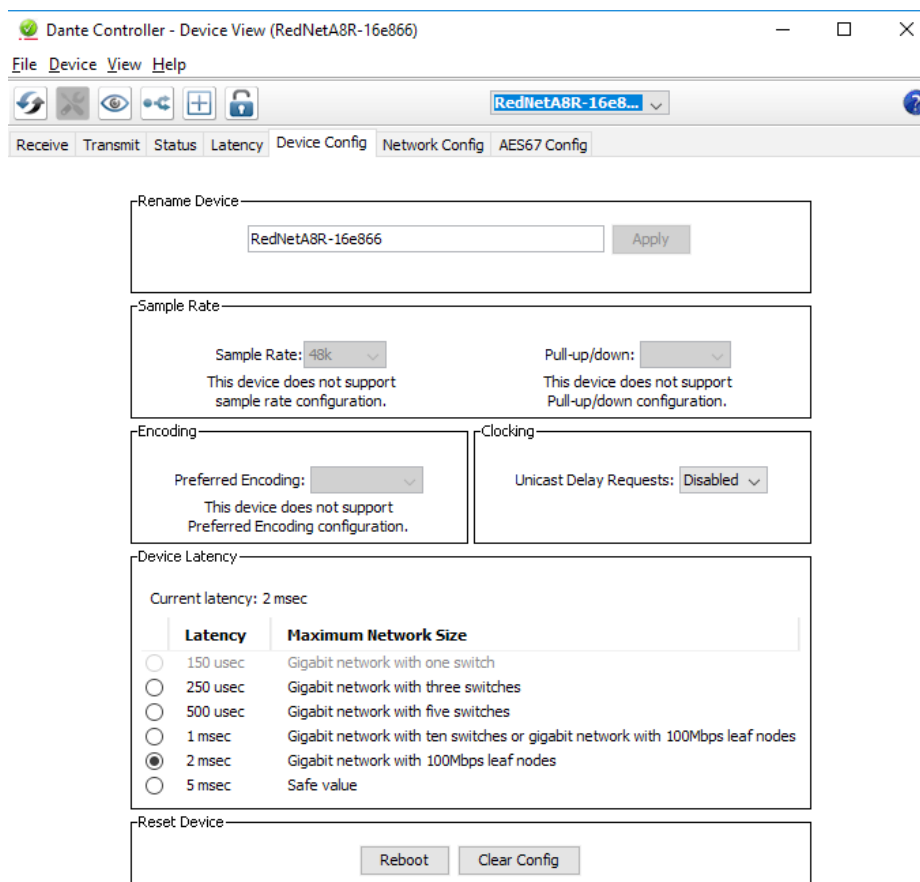 Dante Controller - Device View (RedNetA8R-16e866)
File Device View Help
RedNetA8R-16e8...
?
Receive Transmit Status Latency Device Config Network Config AES67 Config
Rename Device
RedNetA8R-16e866 Apply
Sample Rate
Sample Rate: 48k Pull-up/down:
This device does not support This device does not support
sample rate configuration. Pull-up/down configuration.
Encoding Clocking
Preferred Encoding: Unicast Delay Requests: Disabled
This device does not support
Preferred Encoding configuration.
Device Latency
Current latency: 2 msec
Latency Maximum Network Size
150 usec Gigabit network with one switch
250 usec Gigabit network with three switches
500 usec Gigabit network with five switches
1 msec Gigabit network with ten switches or gigabit network with 100Mbps leaf nodes
2 msec Gigabit network with 100Mbps leaf nodes
5 msec Safe value
Reset Device
Reboot Clear Config